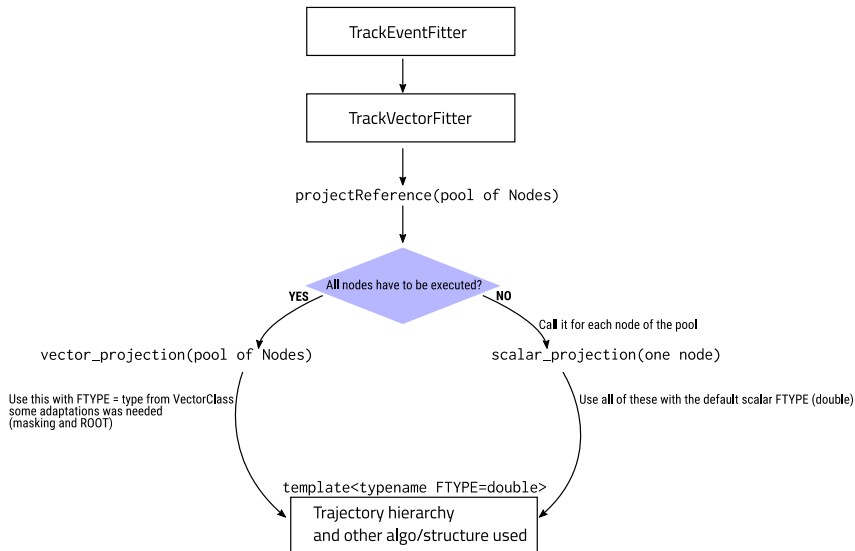 TrackEventFitter
TrackVectorFitter
projectReference(pool of Nodes)
All nodes have to be executed?
YES
NO
Call it for each node of the pool
vector_projection(pool of Nodes)
scalar_projection(one node)
Use this with FTYPE = type from VectorClass
some adaptations was needed
(masking and ROOT)
Use all of these with the default scalar FTYPE (double)
template<typename FTYPE=double>
Trajectory hierarchy
and other algo/structure used